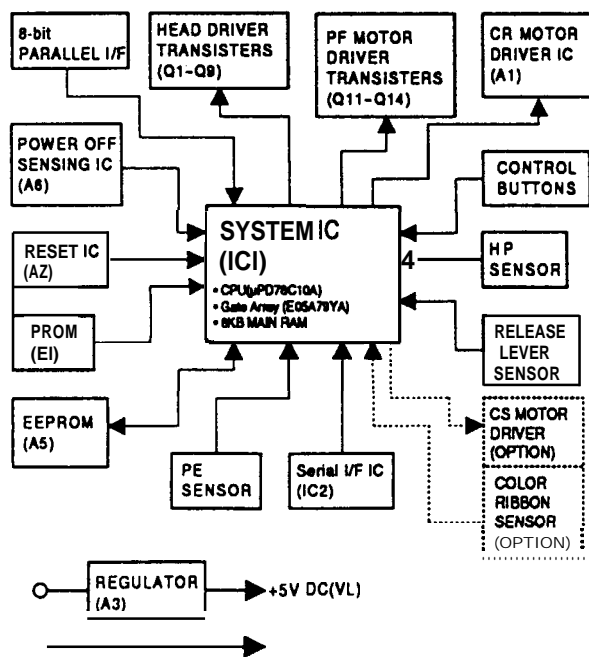 8-bit
PARALLEL I/F
HEAD DRIVER
TRANSISTERS
(Q1-Q9)
PF MOTOR
DRIVER
TRANSISTERS
(Q11-Q14)
CR MOTOR
DRIVER IC
(A1)
POWER OFF
SENSING IC
(A6)
CONTROL
BUTTONS
SYSTEMIC
(ICI)
• CPU(µPD78C10A)
• Gate Array (E05A79YA)
• 8KB MAIN RAM
RESET IC
(AZ)
4
HP
SENSOR
PROM
(EI)
RELEASE
LEVER
SENSOR
EEPROM
(A5)
PE
SENSOR
Serial I/F IC
(IC2)
CS MOTOR
DRIVER
(OPTION)
COLOR
RIBBON
SENSOR
(OPTION)
REGULATOR
(A3)
+5V DC(VL)